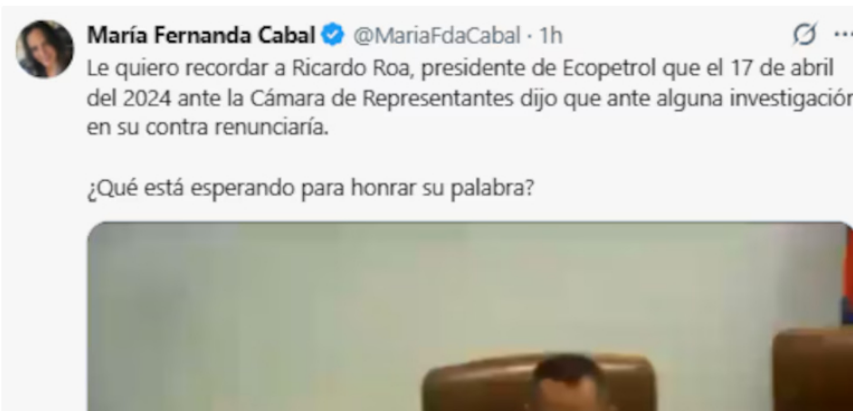 María Fernanda Cabal @MariaFdaCabal · 1h
Le quiero recordar a Ricardo Roa, presidente de Ecopetrol que el 17 de abril
del 2024 ante la Cámara de Representantes dijo que ante alguna investigación
en su contra renunciaría.
¿Qué está esperando para honrar su palabra?